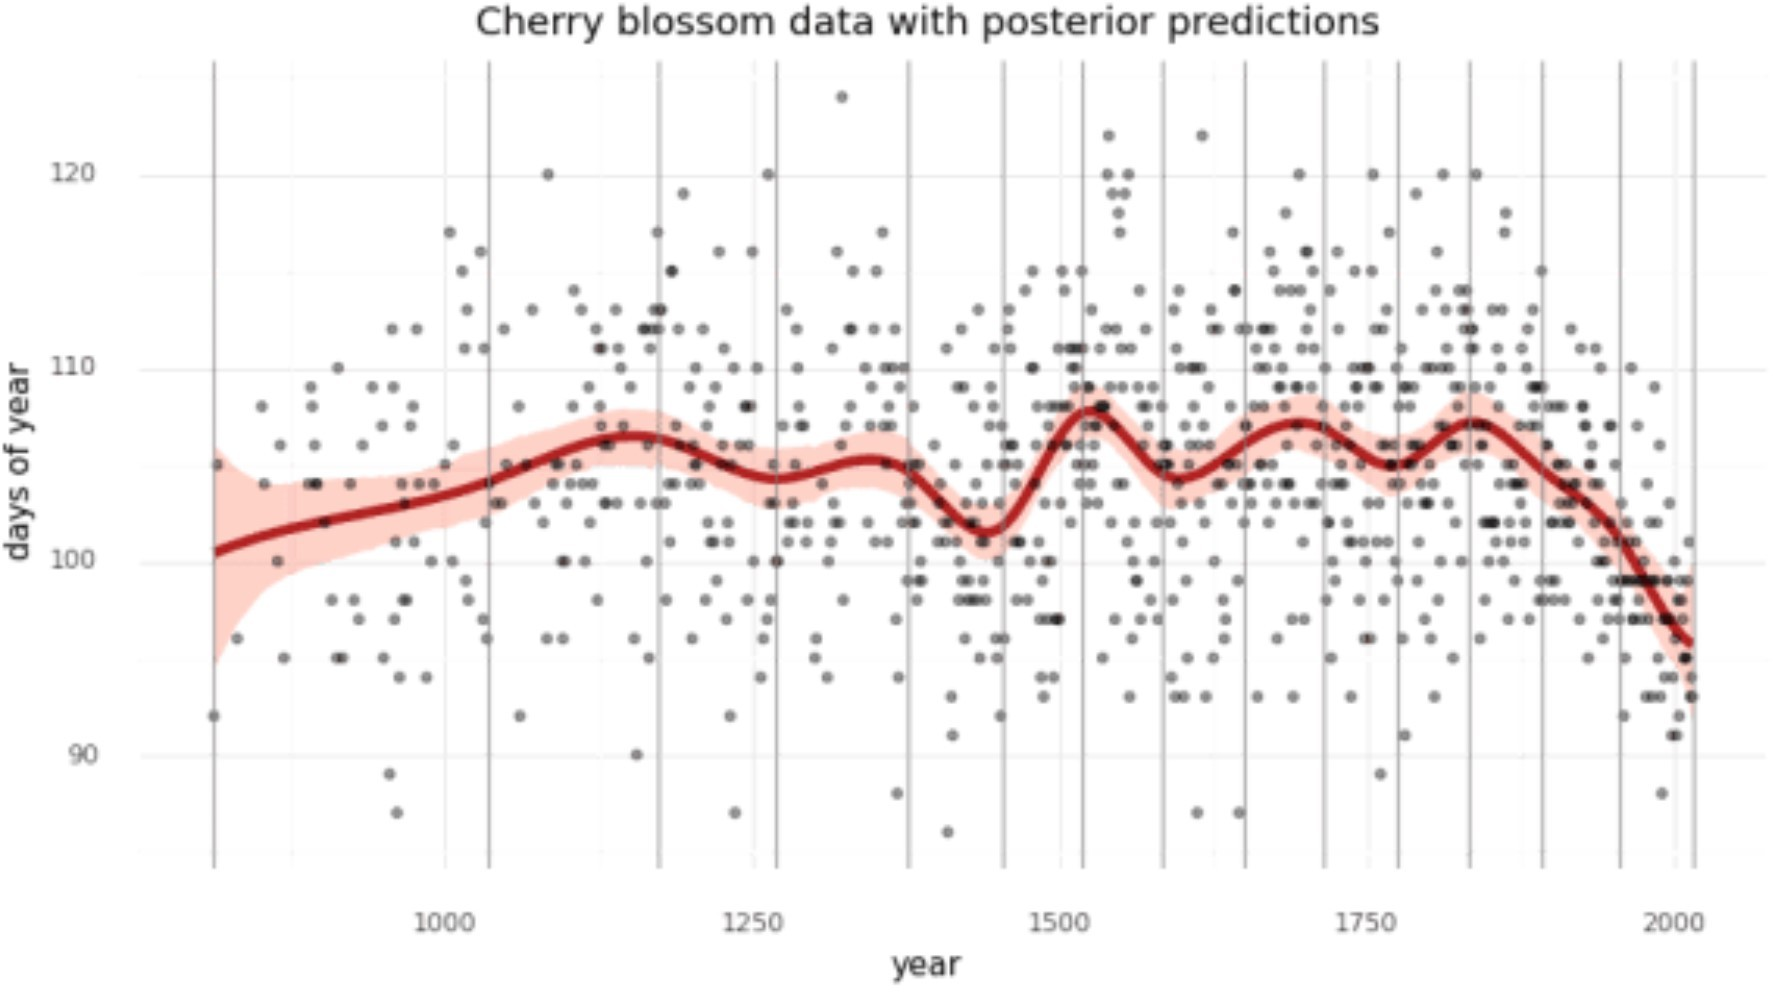 Cherry blossom data with posterior predictions
120
110
100
90
days of year
1000 1250 1500 1750 2000
year